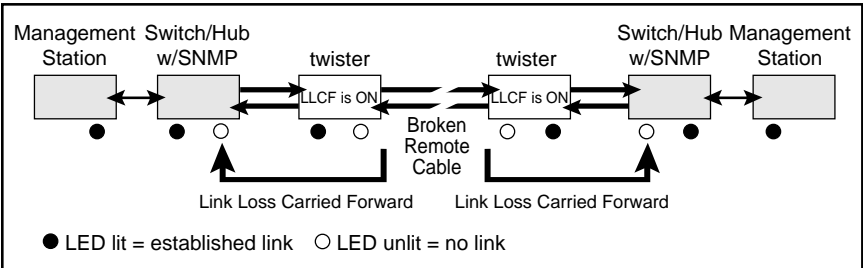 Management Switch/Hub Switch/Hub Management
Station w/SNMP twister twister w/SNMP Station
LLCF is ON LLCF is ON
Broken
Remote
Cable
Link Loss Carried Forward Link Loss Carried Forward
LED lit = established link LED unlit = no link